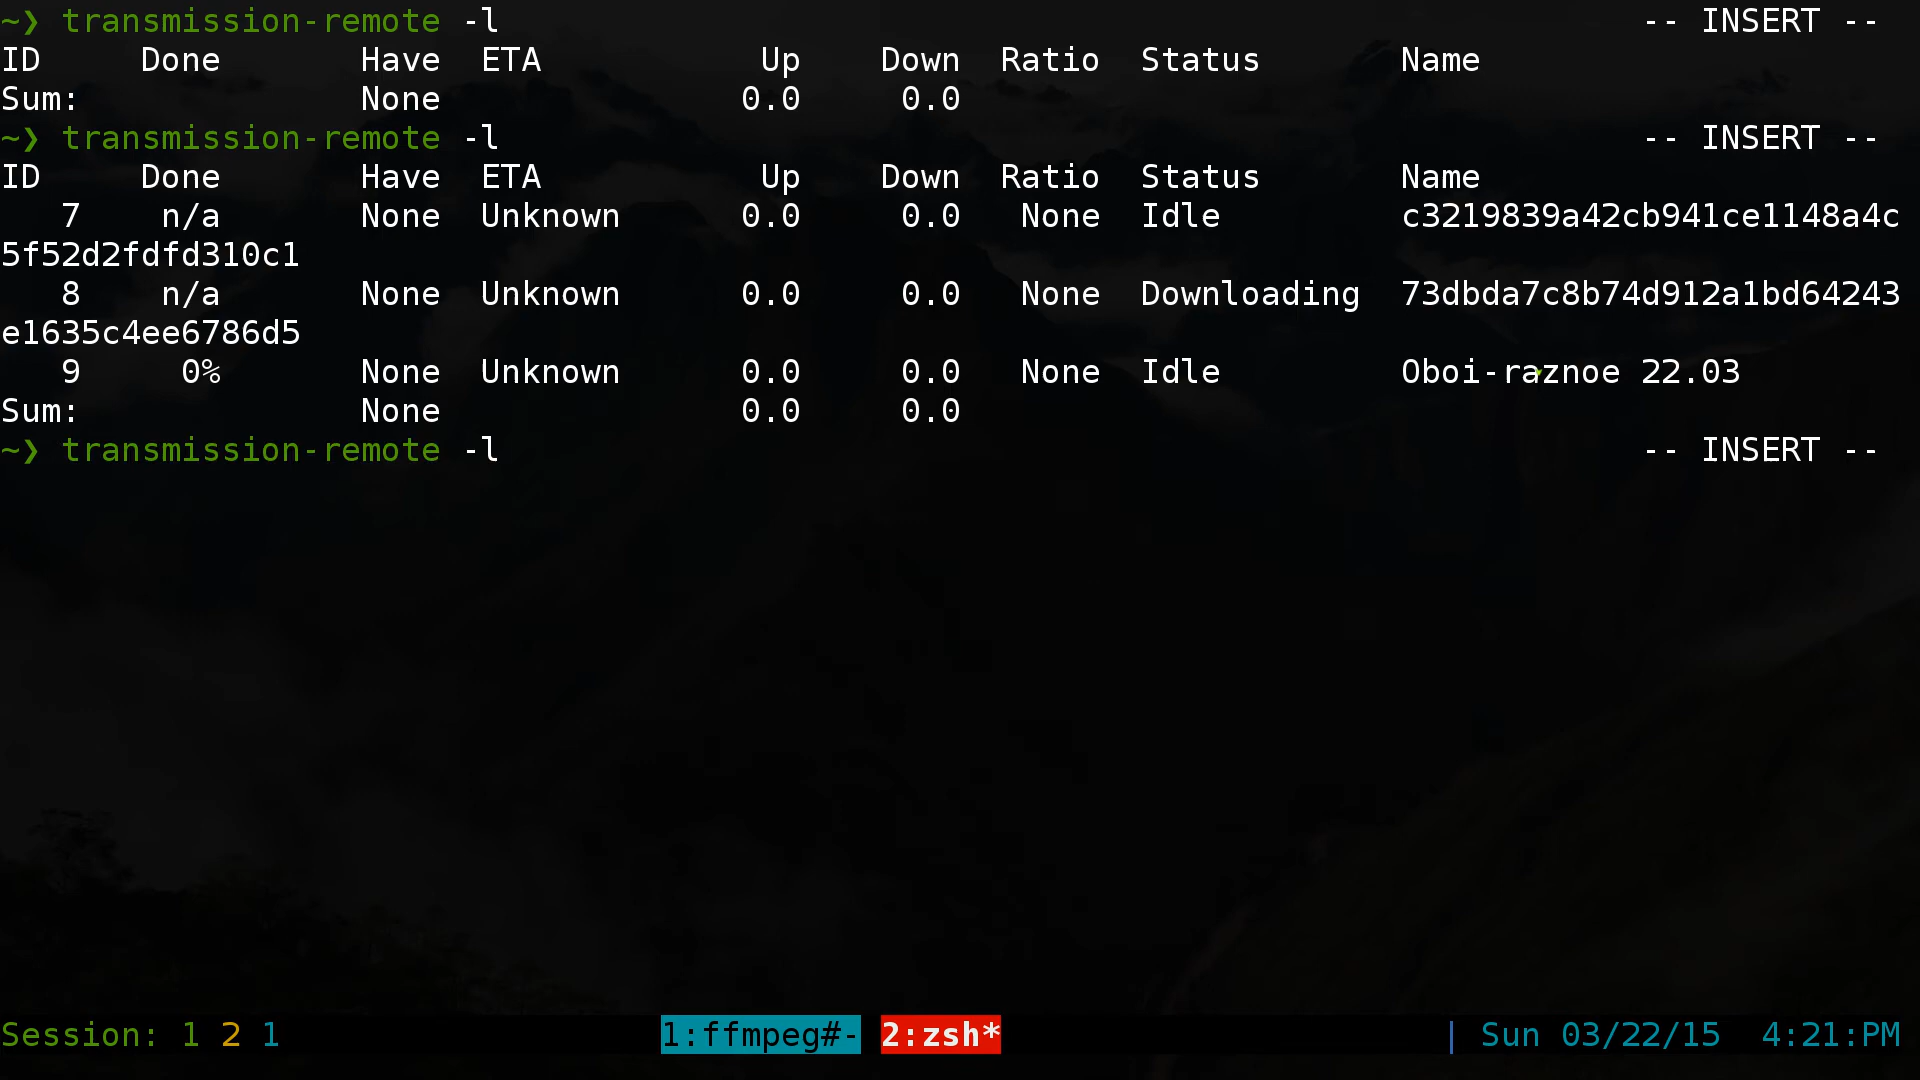 ~❯ transmission-remote -l -- INSERT --
ID Done Have ETA Up Down Ratio Status Name
Sum: None 0.0 0.0
~❯ transmission-remote -l -- INSERT --
ID Done Have ETA Up Down Ratio Status Name
7 n/a None Unknown 0.0 0.0 None Idle c3219839a42cb941ce1148a4c
5f52d2fdfd310c1
8 n/a None Unknown 0.0 0.0 None Downloading 73dbda7c8b74d912a1bd64243
e1635c4ee6786d5
9 0% None Unknown 0.0 0.0 None Idle Oboi-raznoe 22.03
Sum: None 0.0 0.0
~❯ transmission-remote -l -- INSERT --
Session: 1 2 1 1:ffmpeg#- 2:zsh* | Sun 03/22/15 4:21:PM